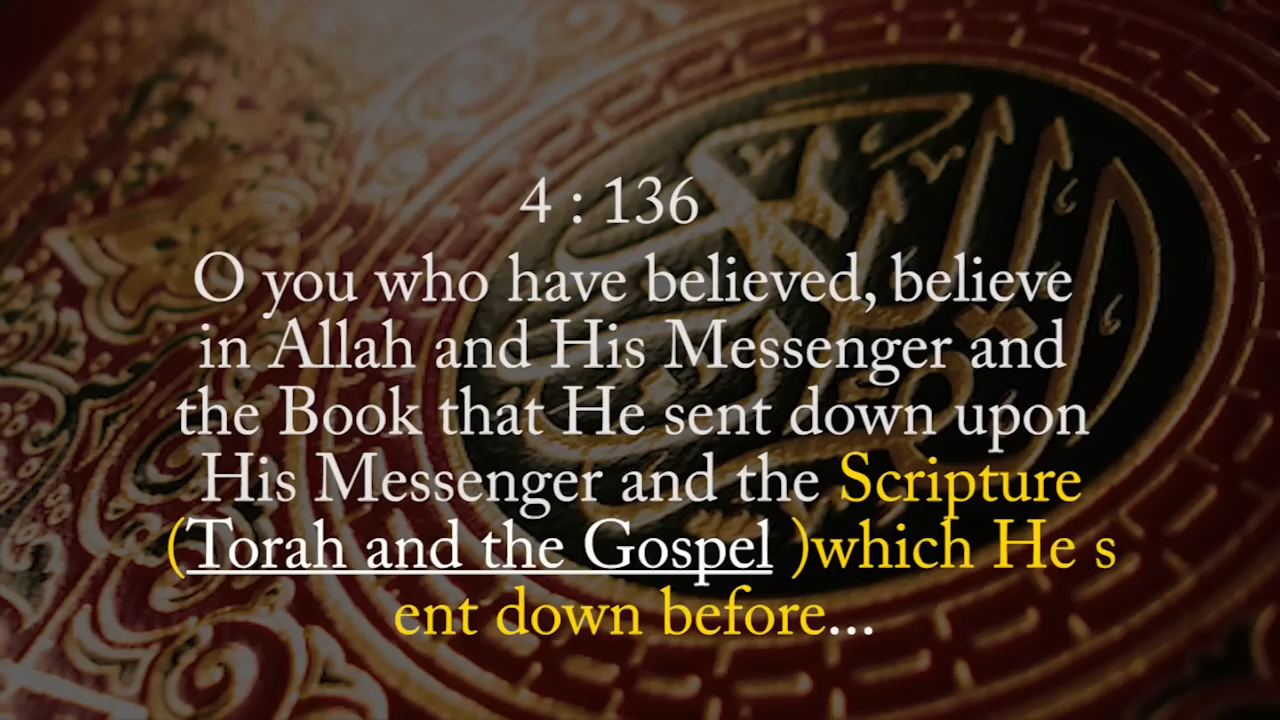 4 : 136
O you who have believed, believe
in Allah and His Messenger and
the Book that He sent down upon
His Messenger and the Scripture
(Torah and the Gospel )which He s
ent down before...